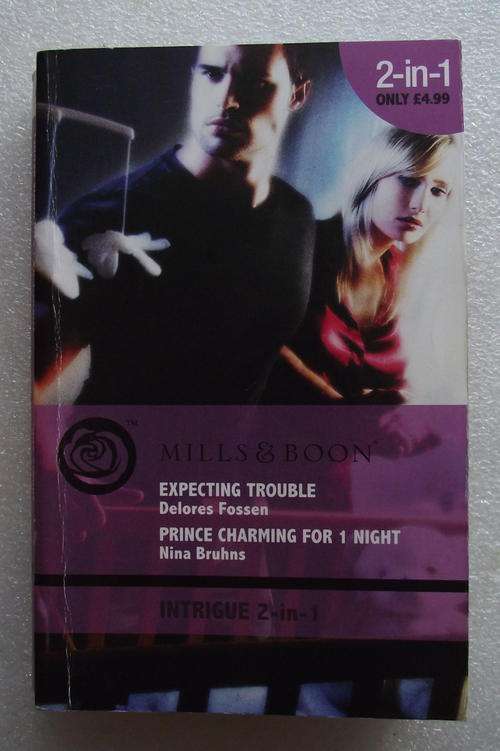 2-in-1
ONLY £4.99
TM
MILLS & BOON®
EXPECTING TROUBLE
Delores Fossen
PRINCE CHARMING FOR 1 NIGHT
Nina Bruhns
INTRIGUE 2-in-1